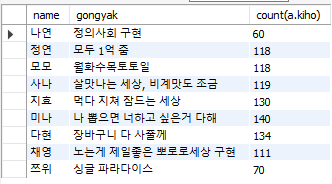 name gongyak count(a.kiho)
나연 정의사회 구현 60
정연 모두 1억 줌 118
모모 월화수목토토일 118
사나 살맛나는 세상, 비계맛도 조금 119
지효 먹다 지쳐 잠드는 세상 130
미나 나 뽑으면 너하고 싶은거 다해 140
다현 장바구니 다 사줄께 134
채영 노는게 제일좋은 뽀로로세상 구현 111
쯔위 싱글 파라다이스 70